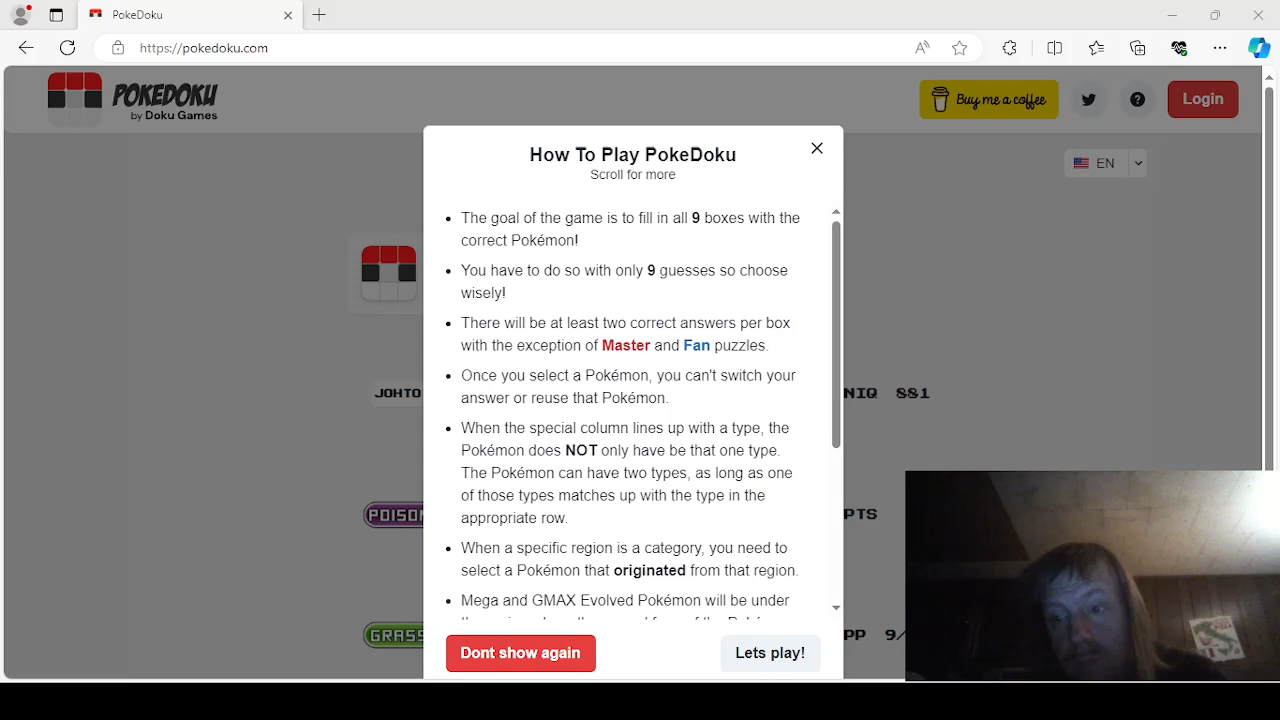 PokeDoku
https://pokedoku.com
POKEDOKU
by Doku Games
Buy me a coffee
Login
EN
How To Play PokeDoku
Scroll for more
• The goal of the game is to fill in all 9 boxes with the
correct Pokémon!
• You have to do so with only 9 guesses so choose
wisely!
• There will be at least two correct answers per box
with the exception of Master and Fan puzzles.
• Once you select a Pokémon, you can't switch your
answer or reuse that Pokémon.
• When the special column lines up with a type, the
Pokémon does NOT only have be that one type.
The Pokémon can have two types, as long as one
of those types matches up with the type in the
appropriate row.
• When a specific region is a category, you need to
select a Pokémon that originated from that region.
• Mega and GMAX Evolved Pokémon will be under
Dont show again
Lets play!
JOHTO
NIQ 881
POISON
PTS
GRASS
PP 9/